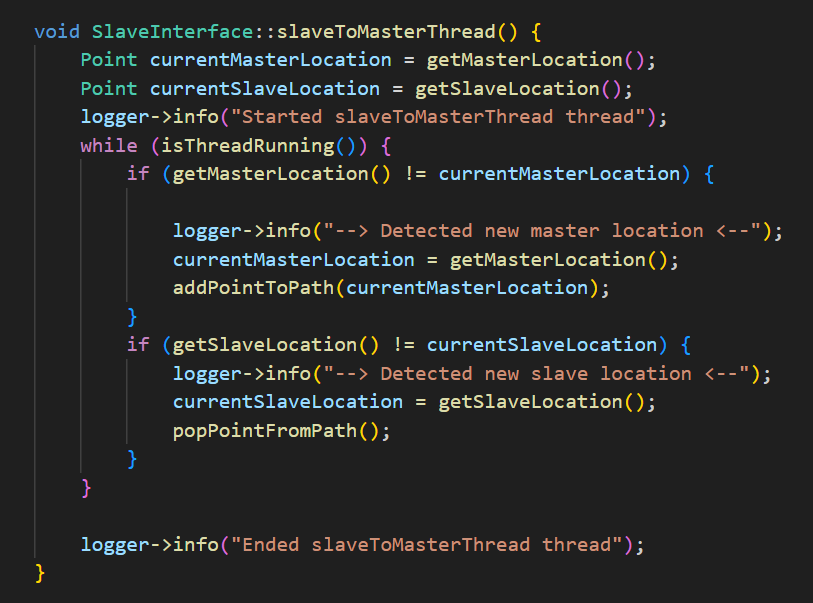 void SlaveInterface::slaveToMasterThread() {
    Point currentMasterLocation = getMasterLocation();
    Point currentSlaveLocation = getSlaveLocation();
    logger->info("Started slaveToMasterThread thread");
    while (isThreadRunning()) {
        if (getMasterLocation() != currentMasterLocation) {

            logger->info("--> Detected new master location <--");
            currentMasterLocation = getMasterLocation();
            addPointToPath(currentMasterLocation);
        }
        if (getSlaveLocation() != currentSlaveLocation) {
            logger->info("--> Detected new slave location <--");
            currentSlaveLocation = getSlaveLocation();
            popPointFromPath();
        }
    }

    logger->info("Ended slaveToMasterThread thread");
}